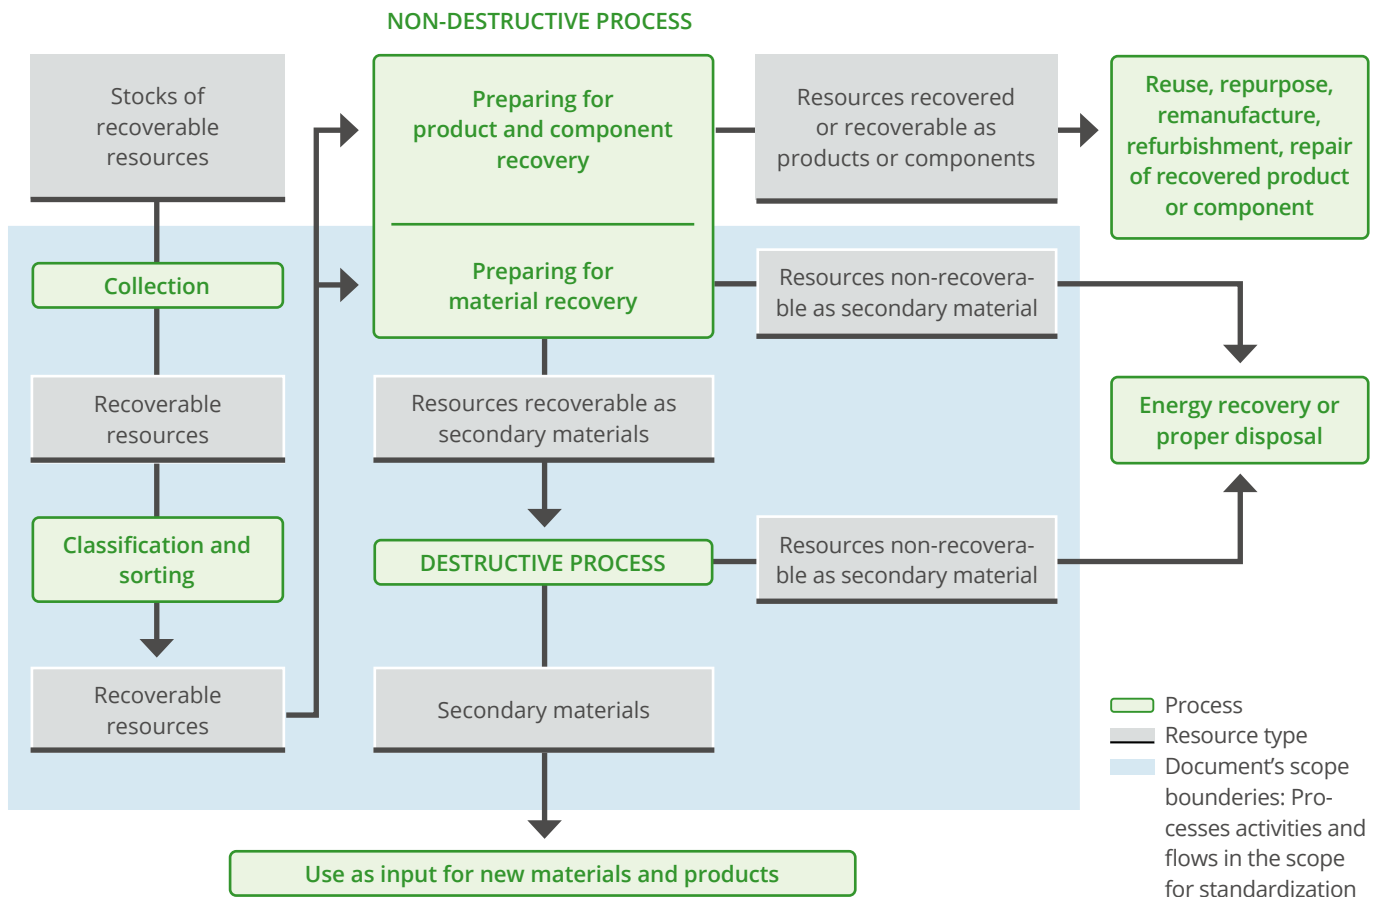 NON-DESTRUCTIVE PROCESS
Stocks of
recoverable
resources
Preparing for
product and component
recovery
Resources recovered
or recoverable as
products or components
Reuse, repurpose,
remanufacture,
refurbishment, repair
of recovered product
or component
Collection
Preparing for
material recovery
Resources non-recovera-
ble as secondary material
Recoverable
resources
Resources recoverable as
secondary materials
Energy recovery or
proper disposal
Classification and
sorting
DESTRUCTIVE PROCESS
Resources non-recovera-
ble as secondary material
Recoverable
resources
Secondary materials
Use as input for new materials and products
Process
Resource type
Document’s scope
bounderies: Pro-
cesses activities and
flows in the scope
for standardization